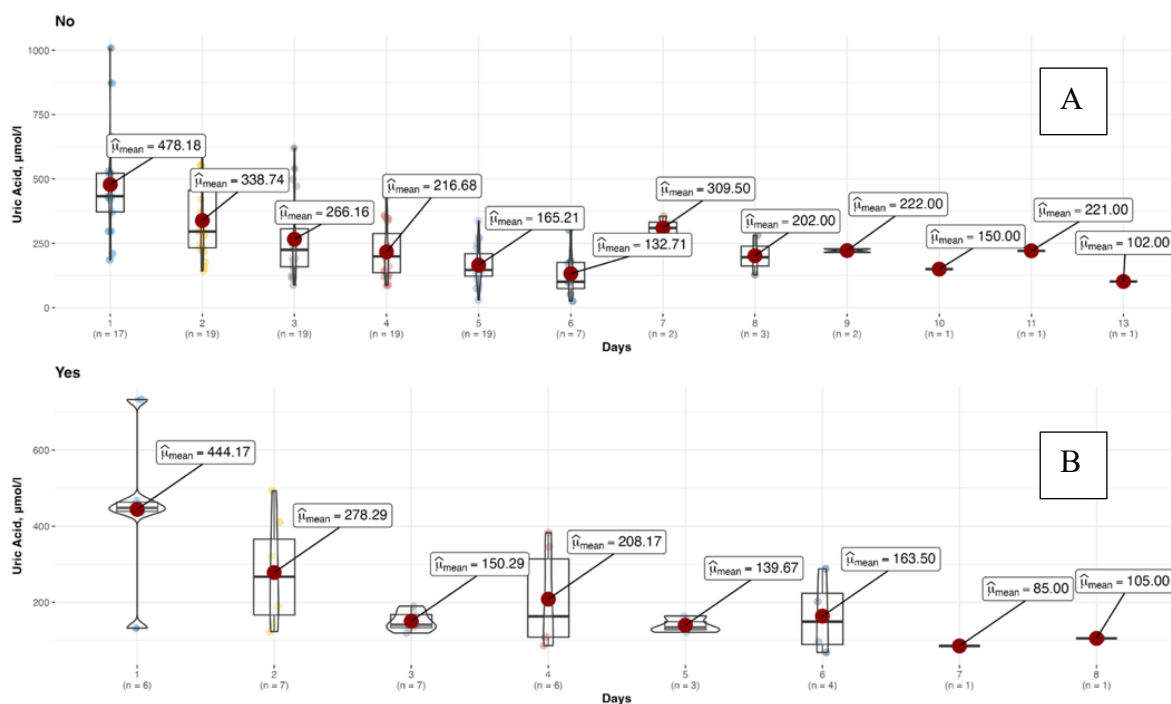 No
1000
750
500
250
0
Uric Acid, µmol/l
A
μ̂mean = 478.18
μ̂mean = 338.74
μ̂mean = 266.16
μ̂mean = 216.68
μ̂mean = 165.21
μ̂mean = 132.71
μ̂mean = 309.50
μ̂mean = 202.00
μ̂mean = 222.00
μ̂mean = 150.00
μ̂mean = 221.00
μ̂mean = 102.00
1 2 3 4 5 6 7 8 9 10 11 13
(n = 17) (n = 19) (n = 19) (n = 19) (n = 19) (n = 7) (n = 2) (n = 3) (n = 2) (n = 1) (n = 1) (n = 1)
Days
Yes
600
400
200
Uric Acid, µmol/l
B
μ̂mean = 444.17
μ̂mean = 278.29
μ̂mean = 150.29
μ̂mean = 208.17
μ̂mean = 139.67
μ̂mean = 163.50
μ̂mean = 85.00
μ̂mean = 105.00
1 2 3 4 5 6 7 8
(n = 6) (n = 7) (n = 7) (n = 6) (n = 3) (n = 4) (n = 1) (n = 1)
Days